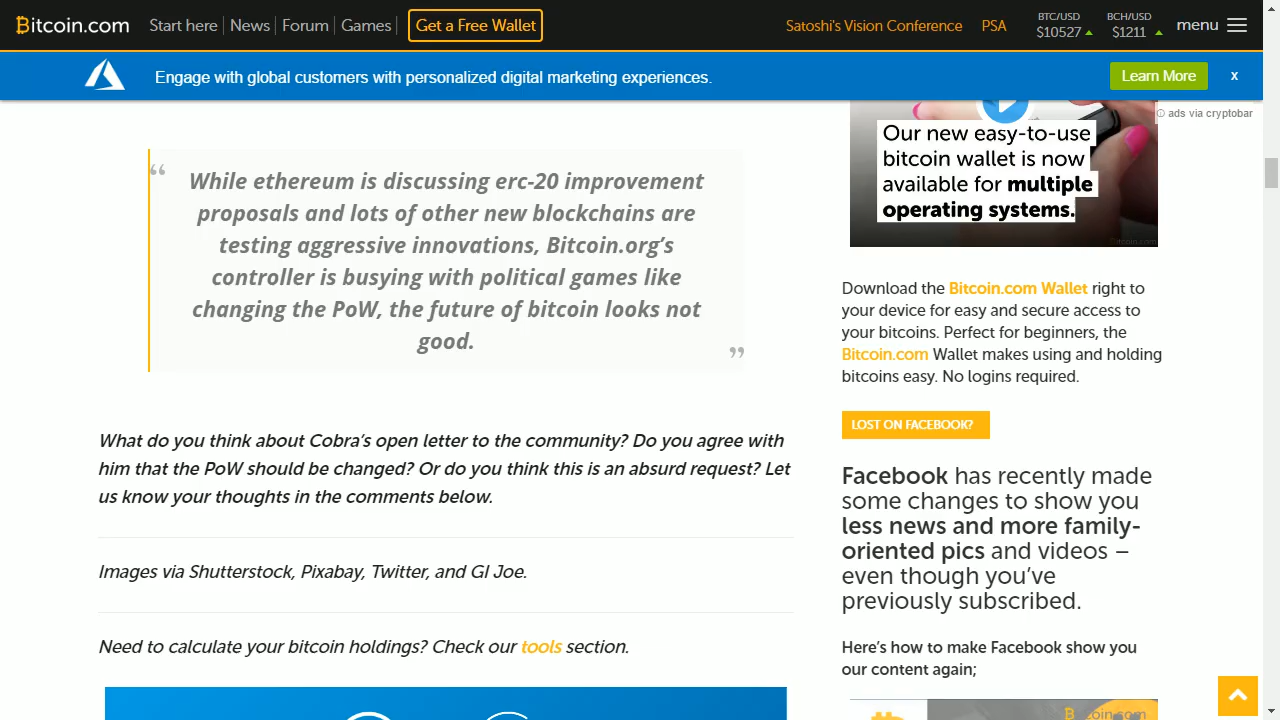 Bitcoin.com Start here News Forum Games Get a Free Wallet Satoshi's Vision Conference PSA BTC/USD $10527 BCH/USD $1211 menu
Engage with global customers with personalized digital marketing experiences. Learn More x
ads via cryptobar
“
While ethereum is discussing erc-20 improvement
proposals and lots of other new blockchains are
testing aggressive innovations, Bitcoin.org’s
controller is busying with political games like
changing the PoW, the future of bitcoin looks not
good.
”
What do you think about Cobra’s open letter to the community? Do you agree with
him that the PoW should be changed? Or do you think this is an absurd request? Let
us know your thoughts in the comments below.
Images via Shutterstock, Pixabay, Twitter, and GI Joe.
Need to calculate your bitcoin holdings? Check our tools section.
Our new easy-to-use
bitcoin wallet is now
available for multiple
operating systems.
Bitcoin.com
Download the Bitcoin.com Wallet right to
your device for easy and secure access to
your bitcoins. Perfect for beginners, the
Bitcoin.com Wallet makes using and holding
bitcoins easy. No logins required.
LOST ON FACEBOOK?
Facebook has recently made
some changes to show you
less news and more family-
oriented pics and videos –
even though you’ve
previously subscribed.
Here’s how to make Facebook show you
our content again;
Bitcoin.com